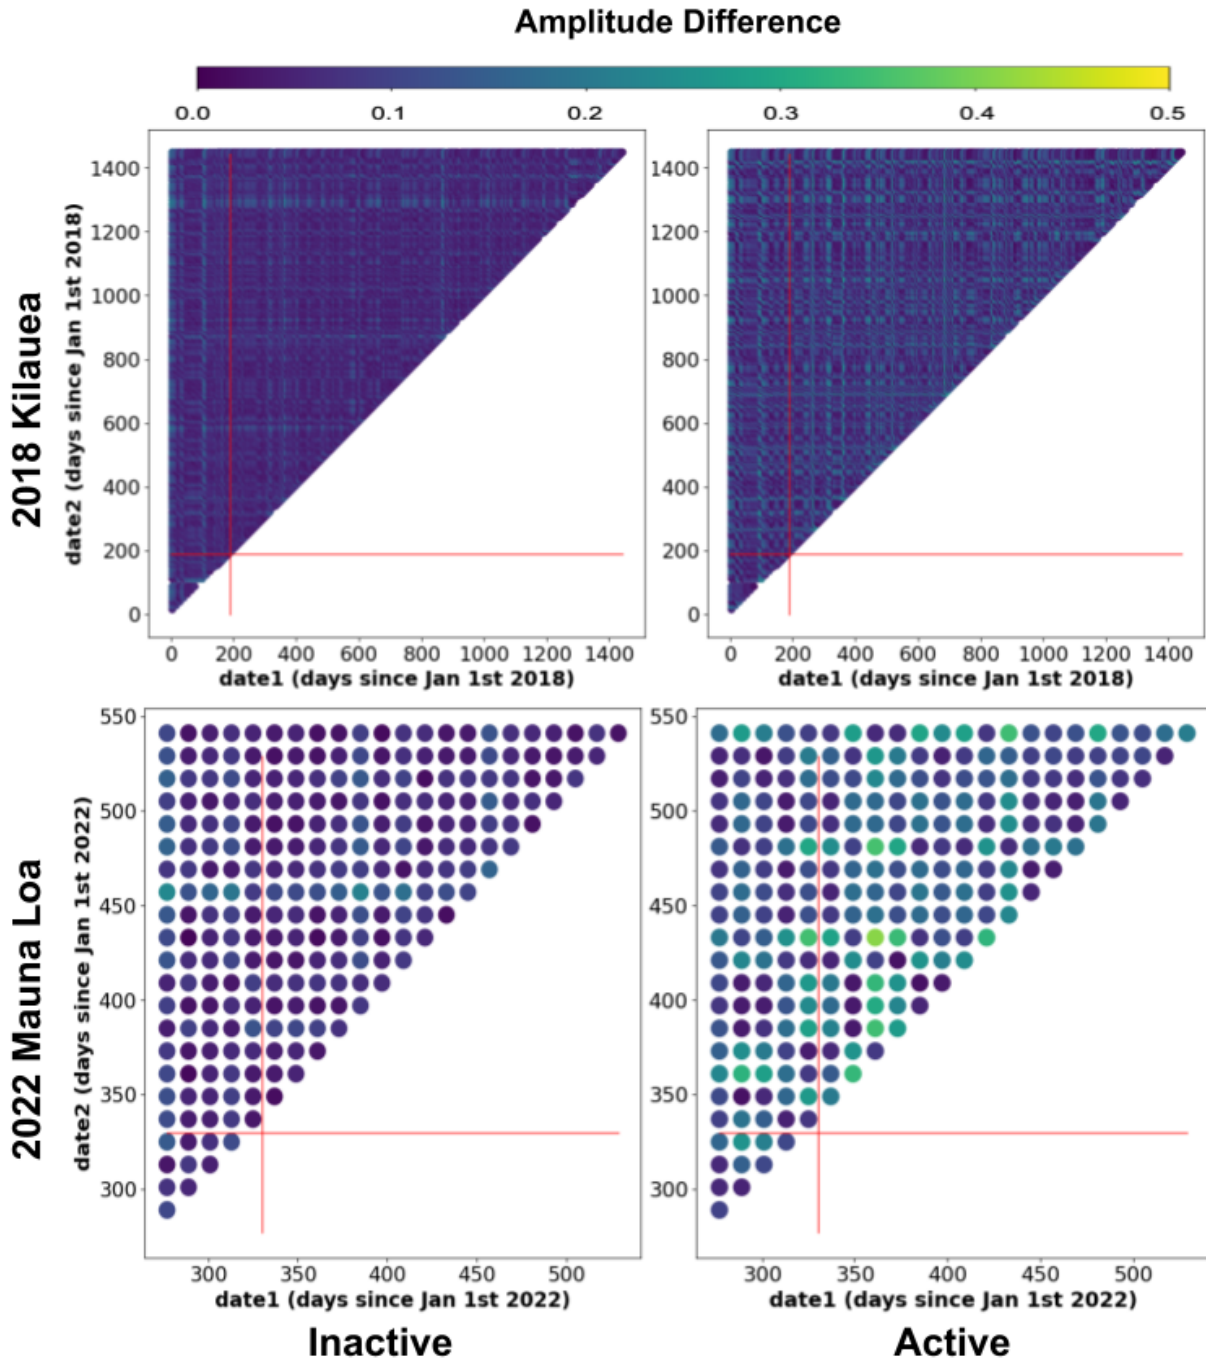 Amplitude Difference
0.0 0.1 0.2 0.3 0.4 0.5
2018 Kilauea
date2 (days since Jan 1st 2018)
1400
1200
1000
800
600
400
200
0
0 200 400 600 800 1000 1200 1400
date1 (days since Jan 1st 2018)
1400
1200
1000
800
600
400
200
0
0 200 400 600 800 1000 1200 1400
date1 (days since Jan 1st 2018)
2022 Mauna Loa
date2 (days since Jan 1st 2022)
550
500
450
400
350
300
300 350 400 450 500
date1 (days since Jan 1st 2022)
Inactive
550
500
450
400
350
300
300 350 400 450 500
date1 (days since Jan 1st 2022)
Active